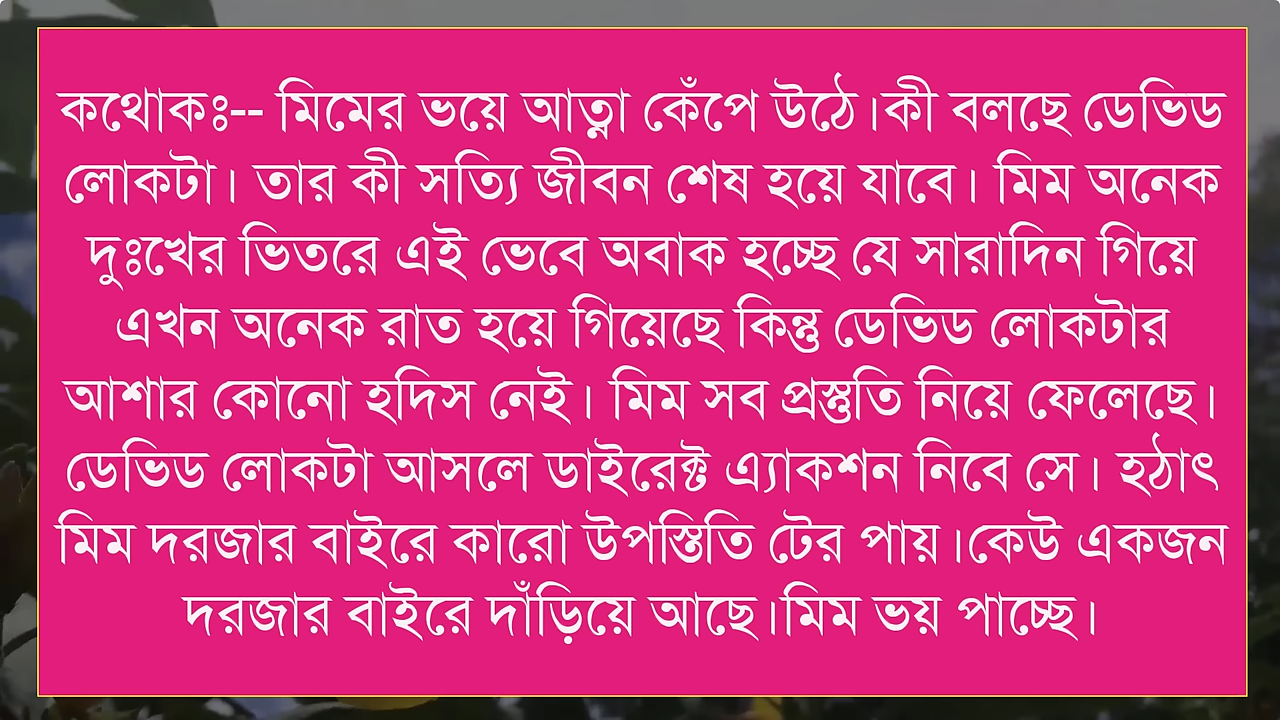 কথোকঃ-- মিমের ভয়ে আত্না কেঁপে উঠে।কী বলছে ডেভিড
লোকটা। তার কী সত্যি জীবন শেষ হয়ে যাবে। মিম অনেক
দুঃখের ভিতরে এই ভেবে অবাক হচ্ছে যে সারাদিন গিয়ে
এখন অনেক রাত হয়ে গিয়েছে কিন্তু ডেভিড লোকটার
আশার কোনো হদিস নেই। মিম সব প্রস্তুতি নিয়ে ফেলেছে।
ডেভিড লোকটা আসলে ডাইরেক্ট এ্যাকশন নিবে সে। হঠাৎ
মিম দরজার বাইরে কারো উপস্তিতি টের পায়।কেউ একজন
দরজার বাইরে দাঁড়িয়ে আছে।মিম ভয় পাচ্ছে।